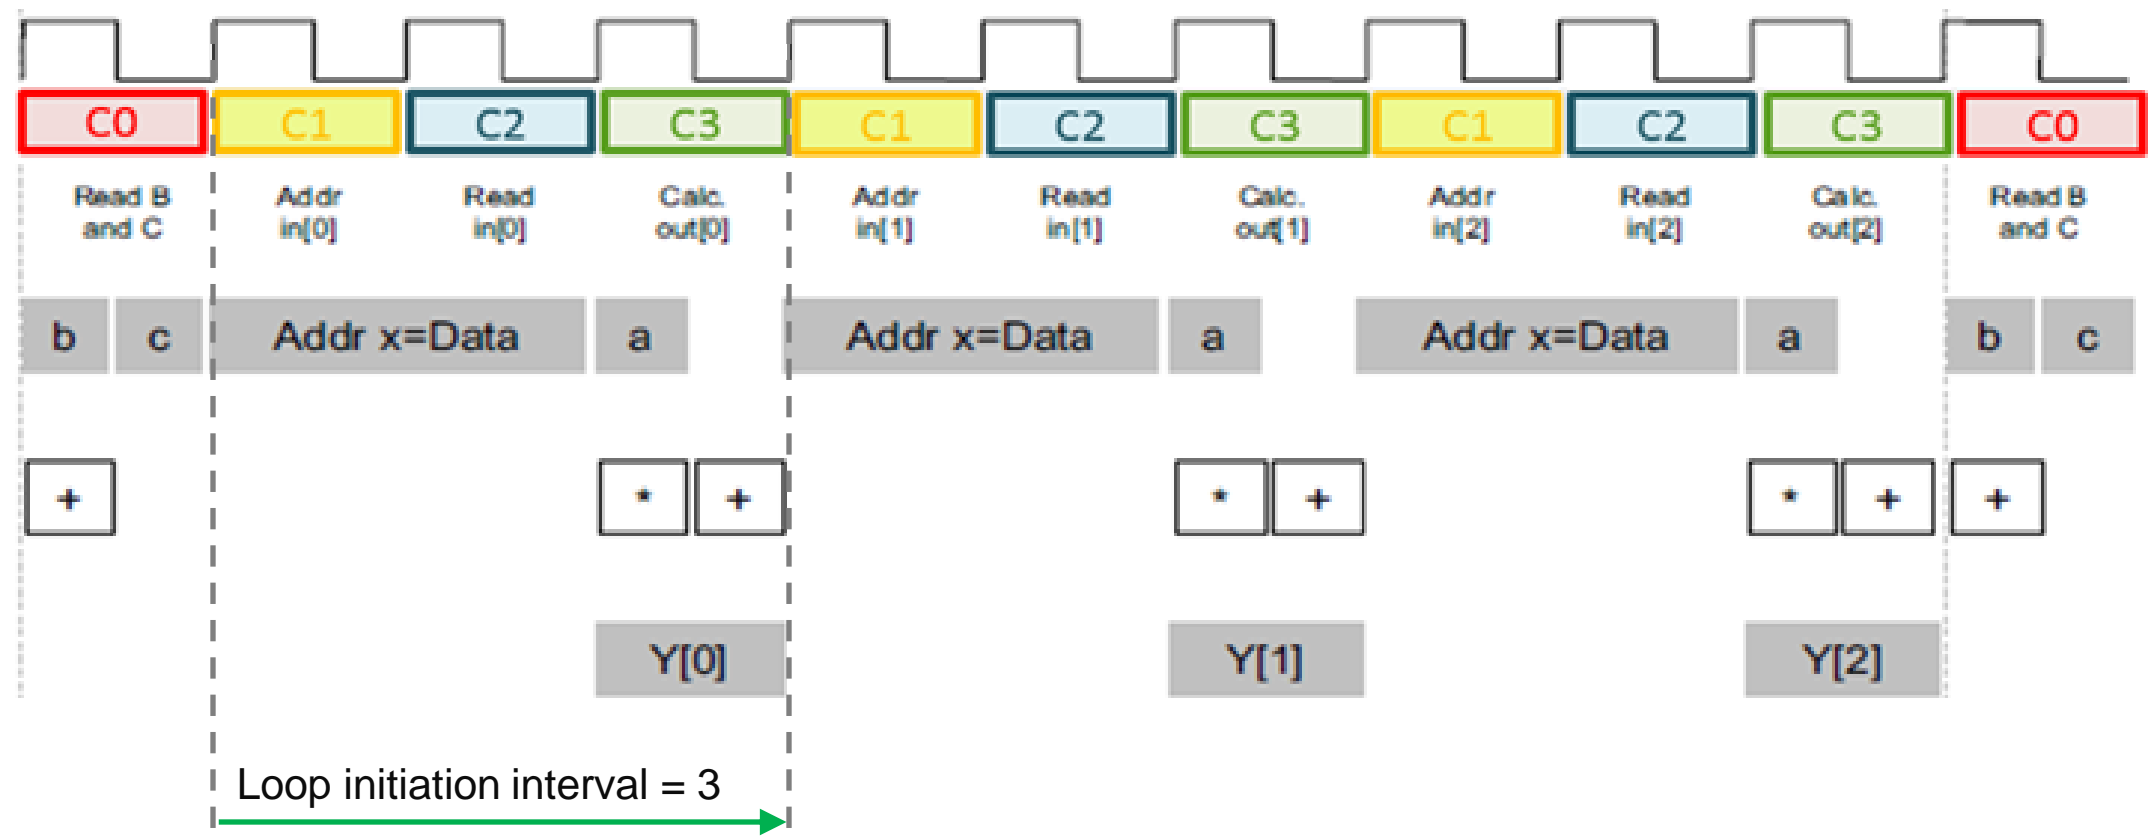 C0 C1 C2 C3 C1 C2 C3 C1 C2 C3 C0
Read B Addr Read Calc. Addr Read Calc. Addr Read Calc. Read B
and C in[0] in[0] out[0] in[1] in[1] out[1] in[2] in[2] out[2] and C
b c Addr x=Data a Addr x=Data a Addr x=Data a b c
+ * + * + * + +
Y[0] Y[1] Y[2]
Loop initiation interval = 3